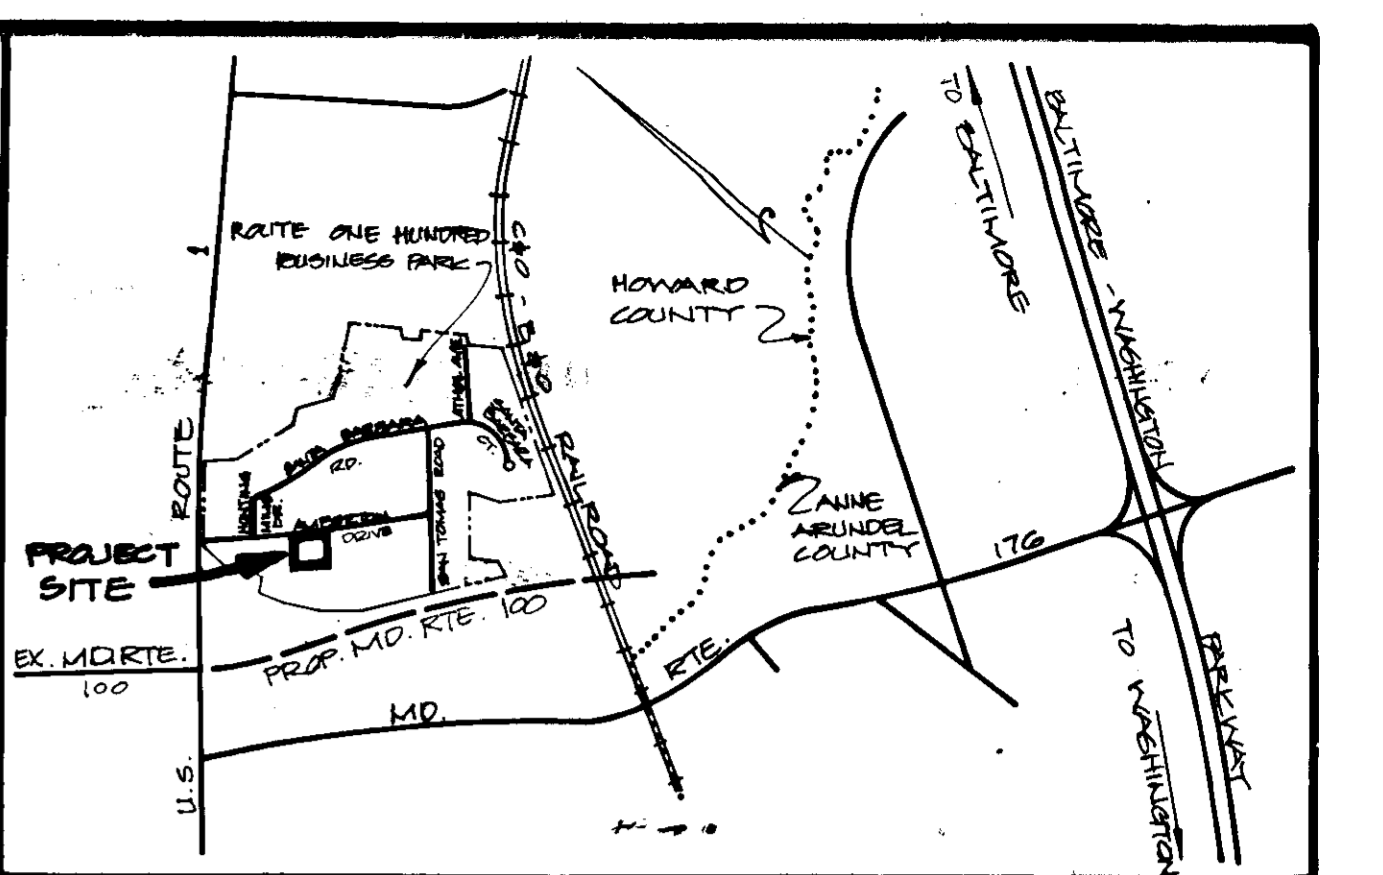 TO BALTIMORE
BALTIMORE - WASHINGTON
PARKWAY
ROUTE ONE HUNDRED
BUSINESS PARK
C&O - B&O
RAILROAD
HOWARD
COUNTY
ANNE
ARUNDEL
COUNTY
SANTA BARBARA
RD.
SAN TOMAS ROAD
DRIVE
PROJECT
SITE
U.S. ROUTE 1
EX. MD. RTE.
100
PROP. MD. RTE. 100
MD. RTE. 176
TO WASHINGTON